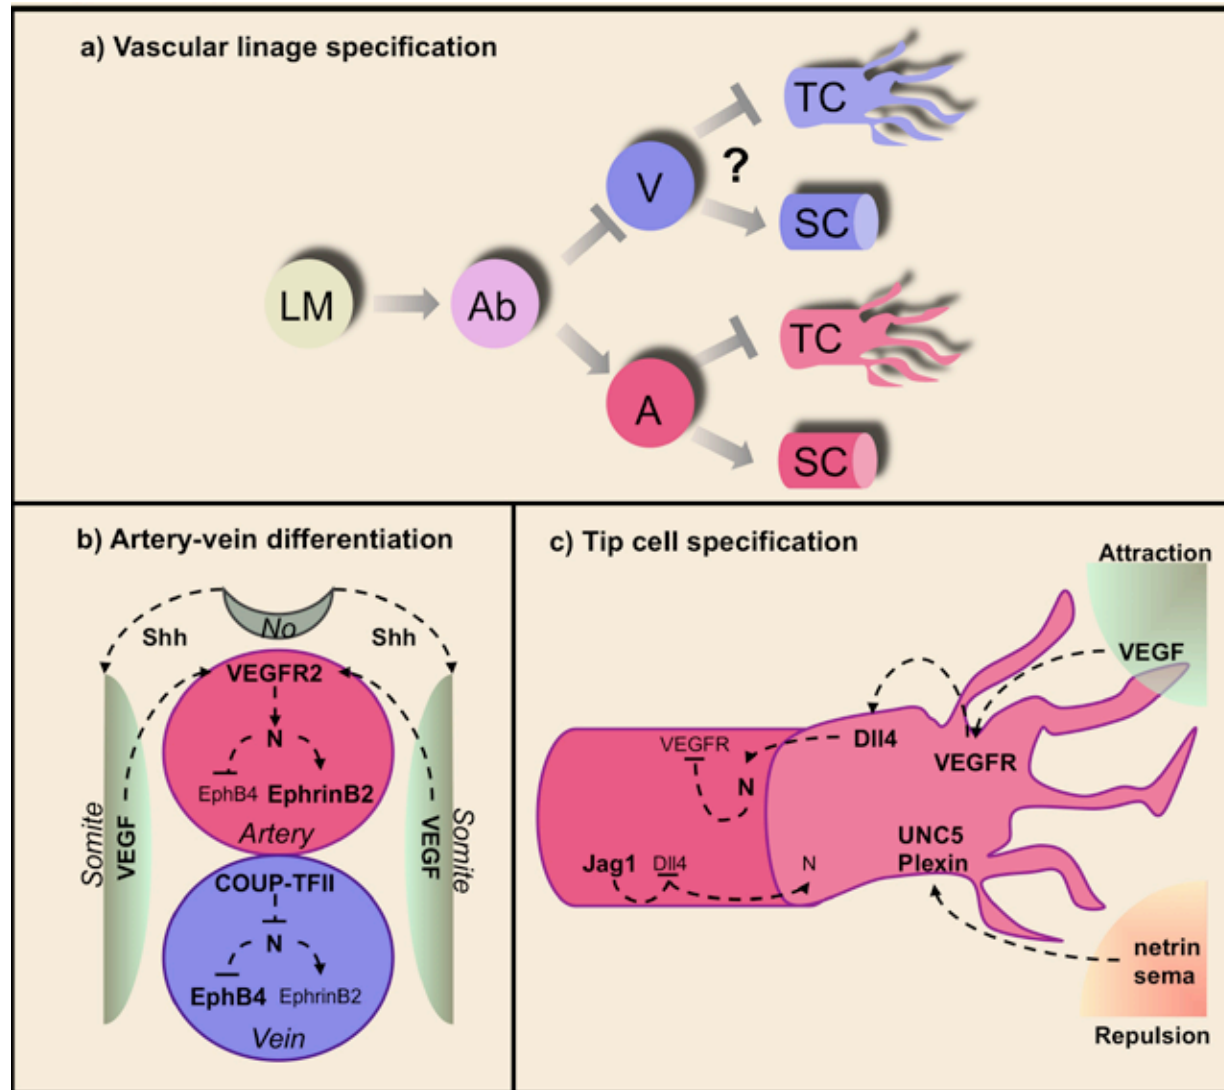 a) Vascular linage specification
TC
V
?
SC
LM
Ab
TC
A
SC
b) Artery-vein differentiation
No
Shh
Shh
VEGFR2
N
EphB4 EphrinB2
Artery
Somite
VEGF
VEGF
Somite
COUP-TFII
N
EphB4 EphrinB2
Vein
c) Tip cell specification
Attraction
VEGF
VEGFR
Dll4
VEGFR
N
UNC5
Plexin
Jag1
Dll4
N
netrin
sema
Repulsion